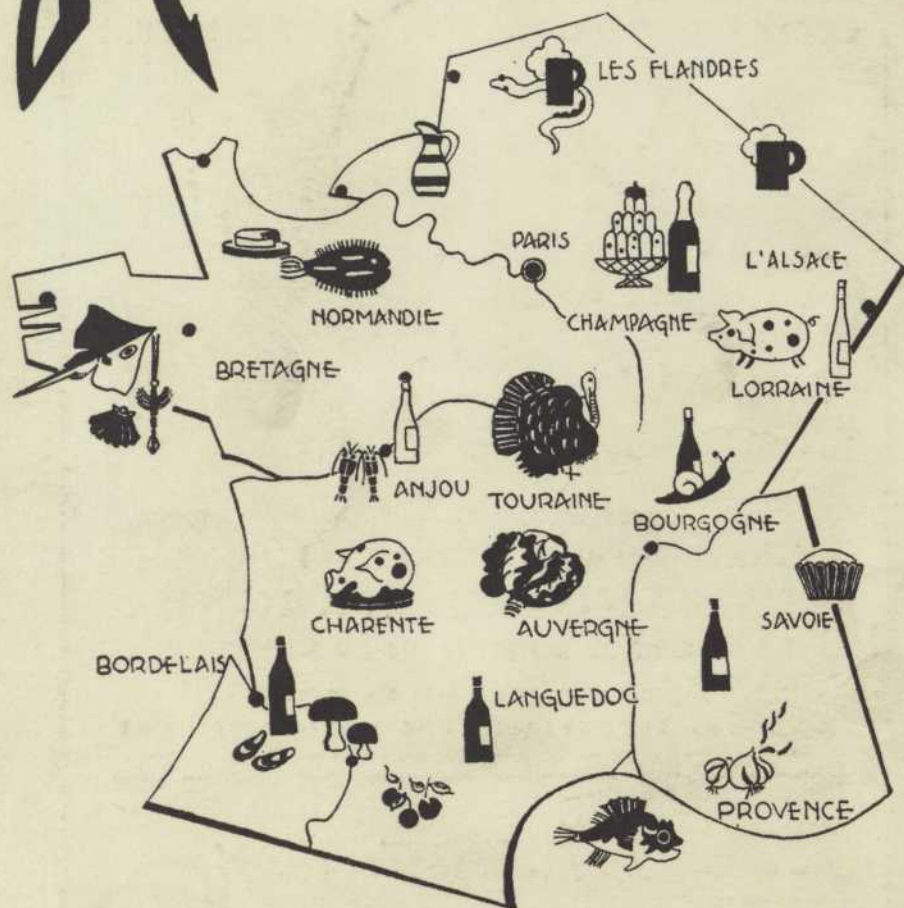 LES FLANDRES
PARIS
L'ALSACE
NORMANDIE
CHAMPAGNE
BRETAGNE
LORRAINE
ANJOU
TOURAINE
BOURGOGNE
CHARENTE
AUVERGNE
SAVOIE
BORDELAIS
LANGUEDOC
PROVENCE